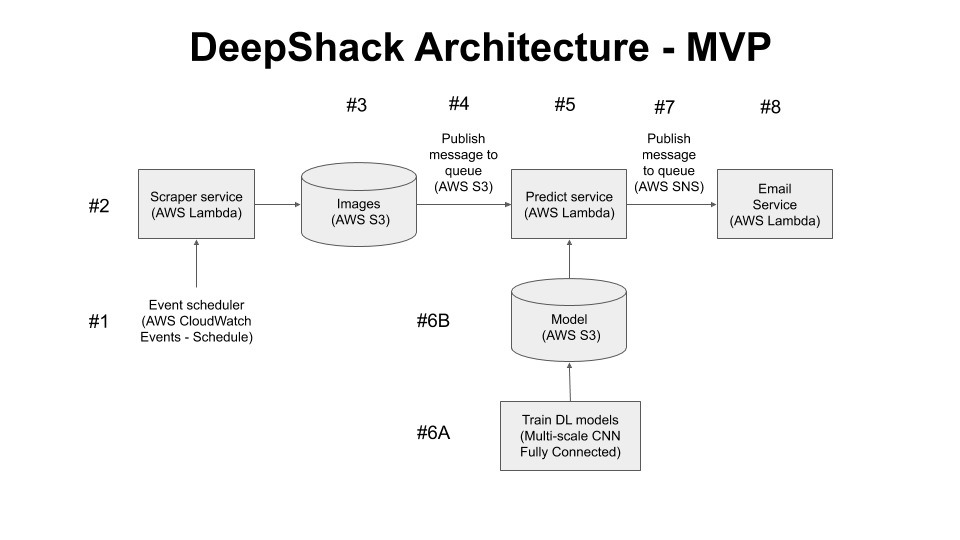 DeepShack Architecture - MVP
#3
#4
#5
#7
#8
Publish
message to
queue
(AWS S3)
Publish
message
to queue
(AWS SNS)
#2
Scraper service
(AWS Lambda)
Images
(AWS S3)
Predict service
(AWS Lambda)
Email
Service
(AWS Lambda)
#1
Event scheduler
(AWS CloudWatch
Events - Schedule)
#6B
Model
(AWS S3)
#6A
Train DL models
(Multi-scale CNN
Fully Connected)